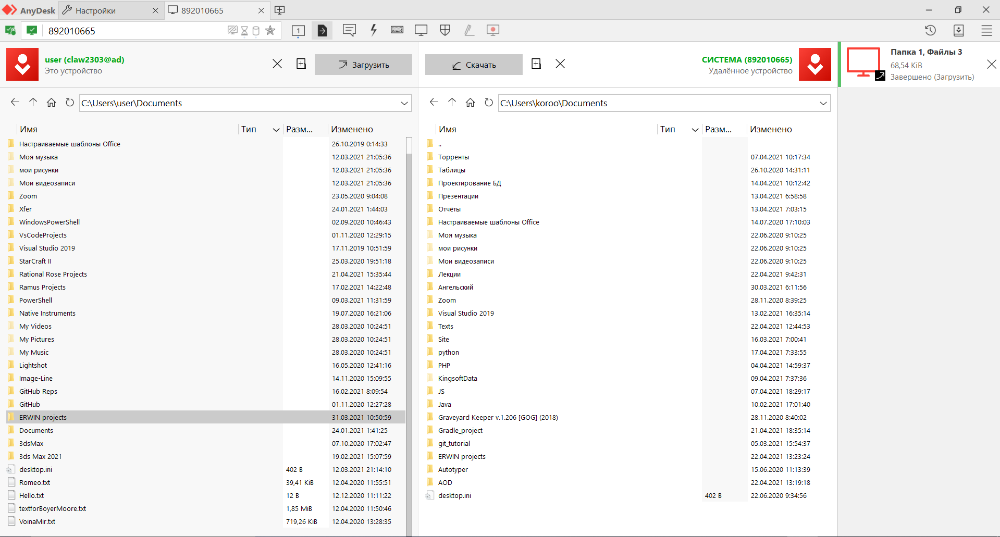 AnyDesk Настройки 892010665
892010665 1
user (claw2303@ad)
Это устройство
Загрузить
Скачать
СИСТЕМА (892010665)
Удалённое устройство
Папка 1, Файлы 3
68,54 KiB
Завершено (Загрузить)
C:\Users\user\Documents
Имя Тип Разм... Изменено
Настраиваемые шаблоны Office 26.10.2019 0:14:33
Моя музыка 12.03.2021 21:05:36
мои рисунки 12.03.2021 21:05:36
Мои видеозаписи 12.03.2021 21:05:36
Zoom 23.05.2020 9:04:08
Xfer 24.01.2021 1:44:03
WindowsPowerShell 02.09.2020 10:46:43
VsCodeProjects 01.11.2020 12:29:15
Visual Studio 2019 17.11.2019 10:51:59
StarCraft II 25.03.2020 19:51:18
Rational Rose Projects 21.04.2021 15:35:44
Ramus Projects 17.02.2021 14:22:48
PowerShell 09.03.2021 11:31:59
Native Instruments 19.07.2020 16:21:06
My Videos 28.03.2020 10:24:51
My Pictures 28.03.2020 10:24:51
My Music 28.03.2020 10:24:51
Lightshot 16.05.2020 12:41:16
Image-Line 14.11.2020 15:09:55
GitHub Reps 16.02.2021 8:09:54
GitHub 01.11.2020 12:27:28
ERWIN projects 31.03.2021 10:50:59
Documents 24.01.2021 1:41:25
3dsMax 07.10.2020 17:02:47
3ds Max 2021 19.02.2021 15:07:59
desktop.ini 402 B 12.03.2021 21:14:10
Romeo.txt 39,41 KiB 12.04.2020 11:55:51
Hello.txt 12 B 12.12.2020 11:11:22
textforBoyerMoore.txt 1,85 MiB 12.04.2020 11:50:46
VoinaMir.txt 719,26 KiB 12.04.2020 13:28:35
C:\Users\koroo\Documents
Имя Тип Разм... Изменено
..
Торренты 07.04.2021 10:17:34
Таблицы 26.10.2020 14:31:11
Проектирование БД 14.04.2021 10:12:42
Презентации 13.04.2021 6:58:58
Отчёты 13.04.2021 7:03:15
Настраиваемые шаблоны Office 14.07.2020 17:10:03
Моя музыка 22.06.2020 9:10:25
мои рисунки 22.06.2020 9:10:25
Мои видеозаписи 22.06.2020 9:10:25
Лекции 22.04.2021 9:42:31
Ангельский 30.03.2021 6:11:56
Zoom 28.11.2020 8:39:25
Visual Studio 2019 13.02.2021 16:35:14
Texts 22.04.2021 12:44:53
Site 16.03.2021 7:00:41
python 17.04.2021 7:33:55
PHP 04.04.2021 14:59:37
KingsoftData 09.04.2021 7:37:36
JS 07.04.2021 18:29:17
Java 10.02.2021 17:01:40
Graveyard Keeper v.1.206 [GOG] (2018) 28.11.2020 8:40:02
Gradle_project 21.04.2021 18:35:14
git_tutorial 05.03.2021 15:54:37
ERWIN projects 22.04.2021 13:23:24
Autotyper 15.06.2020 11:13:39
AOD 22.04.2021 13:19:18
desktop.ini 402 B 22.06.2020 9:34:56